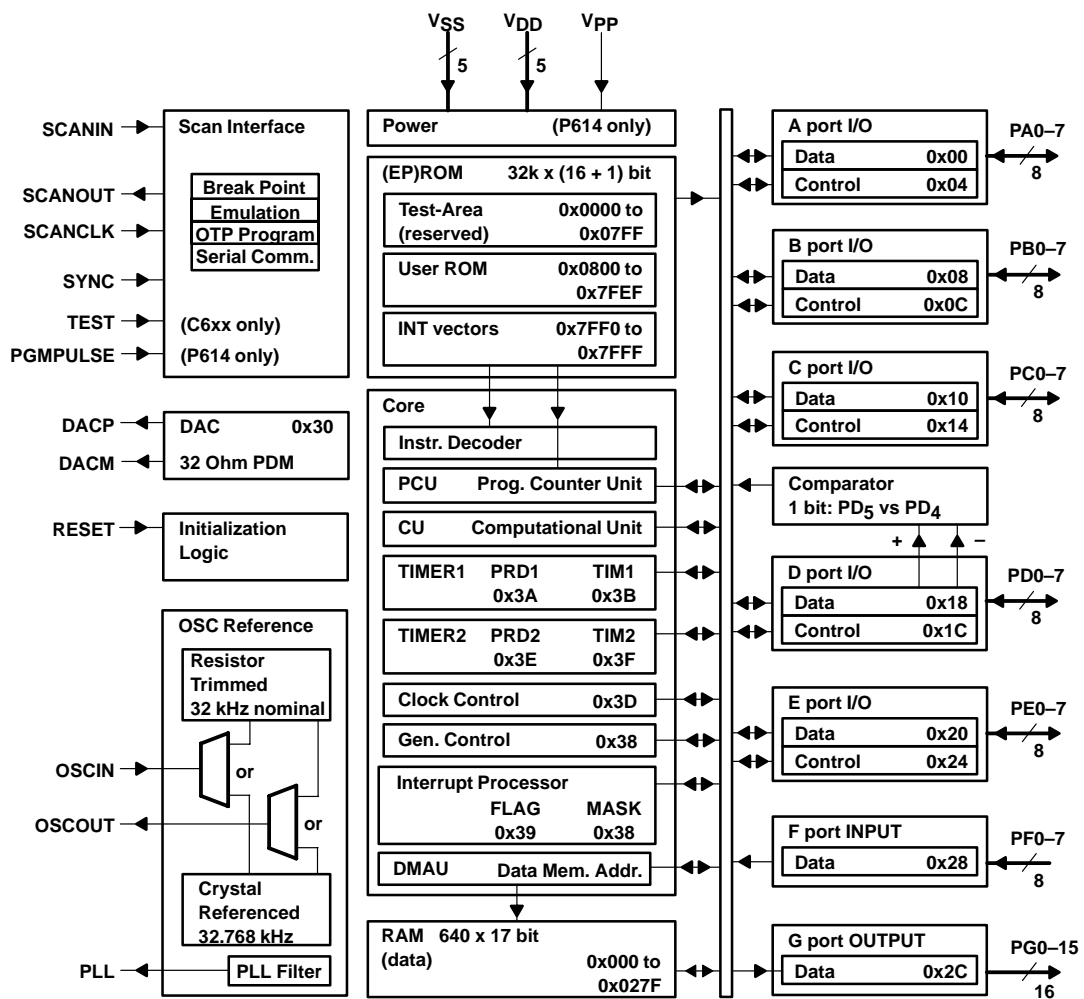 VSS
VDD
VPP
5
5
SCANIN
SCANOUT
SCANCLK
SYNC
TEST
PGMPULSE
Scan Interface
Break Point
Emulation
OTP Program
Serial Comm.
(C6xx only)
(P614 only)
DACP
DACM
DAC 0x30
32 Ohm PDM
RESET
Initialization
Logic
OSC Reference
Resistor
Trimmed
32 kHz nominal
OSCIN
or
OSCOUT
or
Crystal
Referenced
32.768 kHz
PLL
PLL Filter
Power (P614 only)
(EP)ROM 32k x (16 + 1) bit
Test-Area 0x0000 to
(reserved) 0x07FF
User ROM 0x0800 to
0x7FEF
INT vectors 0x7FF0 to
0x7FFF
Core
Instr. Decoder
PCU Prog. Counter Unit
CU Computational Unit
TIMER1 PRD1 TIM1
0x3A 0x3B
TIMER2 PRD2 TIM2
0x3E 0x3F
Clock Control 0x3D
Gen. Control 0x38
Interrupt Processor
FLAG MASK
0x39 0x38
DMAU Data Mem. Addr.
RAM 640 x 17 bit
(data) 0x000 to
0x027F
A port I/O
Data 0x00
Control 0x04
PA0–7
8
B port I/O
Data 0x08
Control 0x0C
PB0–7
8
C port I/O
Data 0x10
Control 0x14
PC0–7
8
Comparator
1 bit: PD5 vs PD4
+ –
D port I/O
Data 0x18
Control 0x1C
PD0–7
8
E port I/O
Data 0x20
Control 0x24
PE0–7
8
F port INPUT
Data 0x28
PF0–7
8
G port OUTPUT
Data 0x2C
PG0–15
16